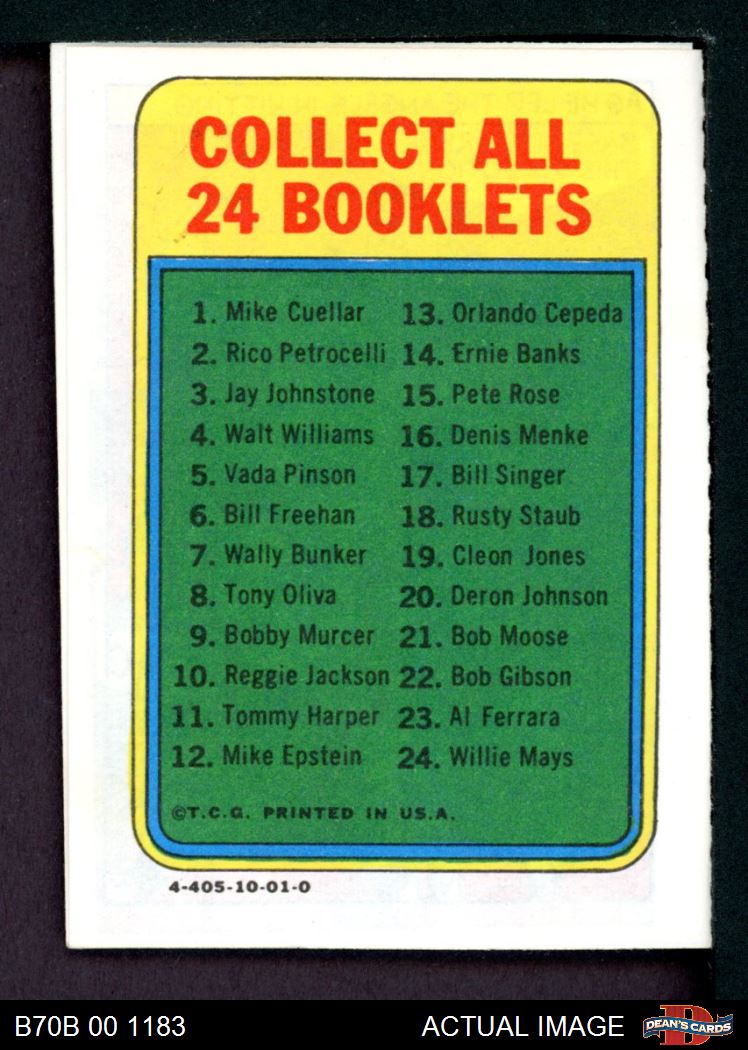 COLLECT ALL
24 BOOKLETS
1. Mike Cuellar
2. Rico Petrocelli
3. Jay Johnstone
4. Walt Williams
5. Vada Pinson
6. Bill Freehan
7. Wally Bunker
8. Tony Oliva
9. Bobby Murcer
10. Reggie Jackson
11. Tommy Harper
12. Mike Epstein
13. Orlando Cepeda
14. Ernie Banks
15. Pete Rose
16. Denis Menke
17. Bill Singer
18. Rusty Staub
19. Cleon Jones
20. Deron Johnson
21. Bob Moose
22. Bob Gibson
23. Al Ferrara
24. Willie Mays
©T.C.G. PRINTED IN U.S.A.
4-405-10-01-0
B70B 00 1183
ACTUAL IMAGE
D
DEAN'S CARDS